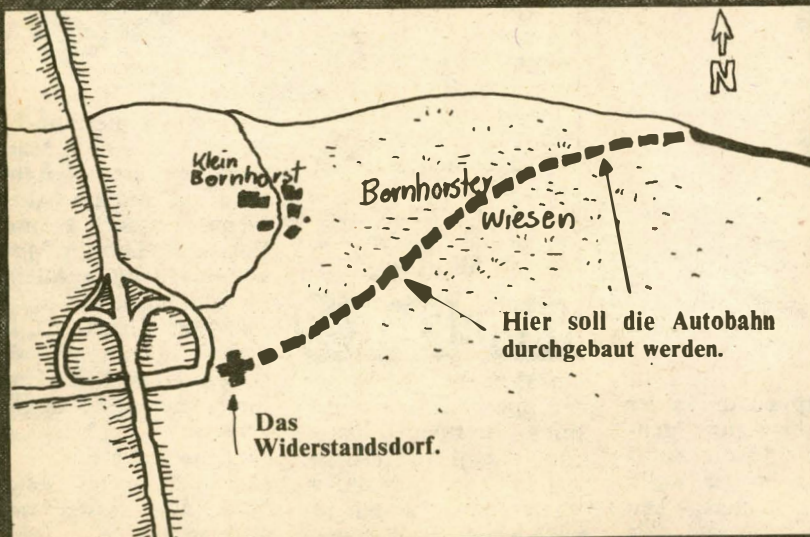 N
Klein
Bornhorst
Bornhorster
Wiesen
Hier soll die Autobahn
durchgebaut werden.
Das
Widerstandsdorf.